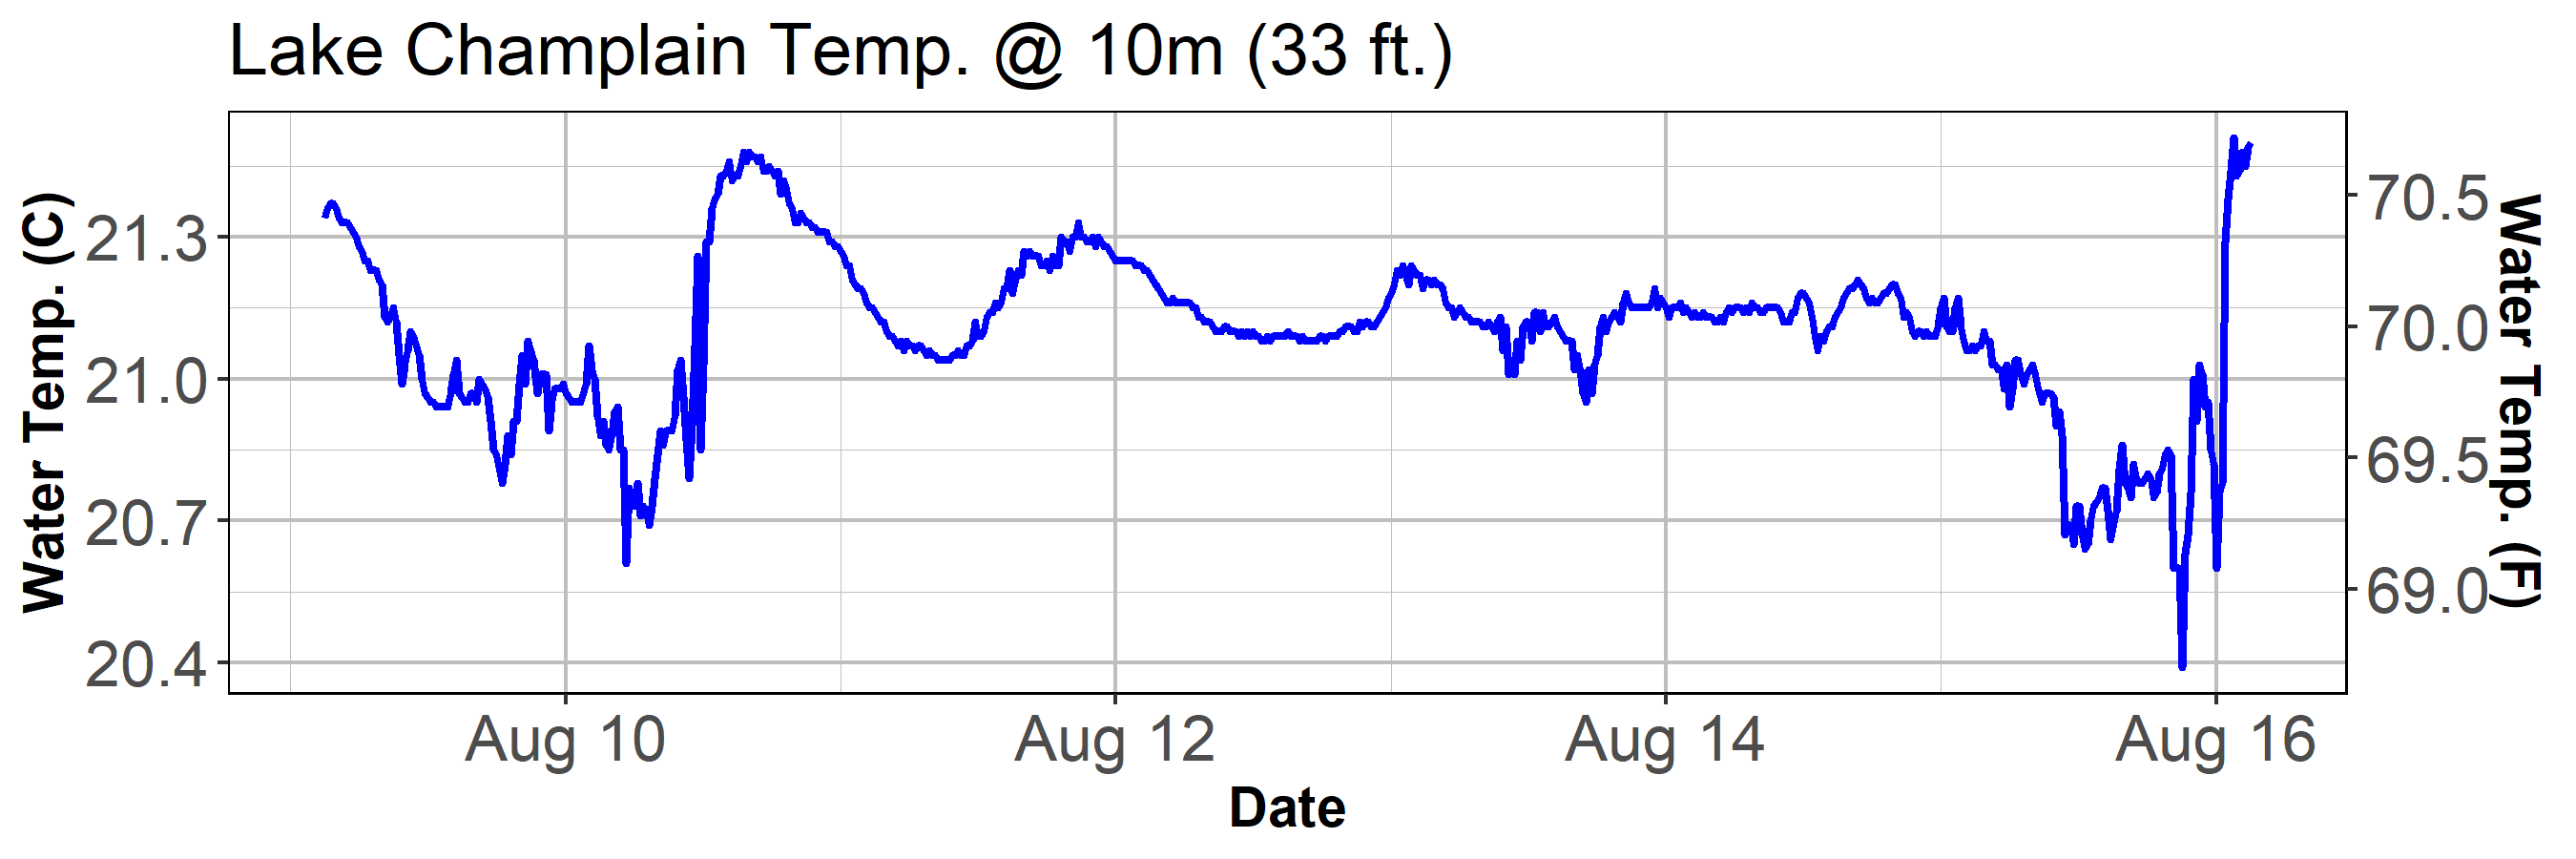 Lake Champlain Temp. @ 10m (33 ft.)
Water Temp. (C)
21.3
21.0
20.7
20.4
70.5
70.0
69.5
69.0
Water Temp. (F)
Aug 10
Aug 12
Aug 14
Aug 16
Date